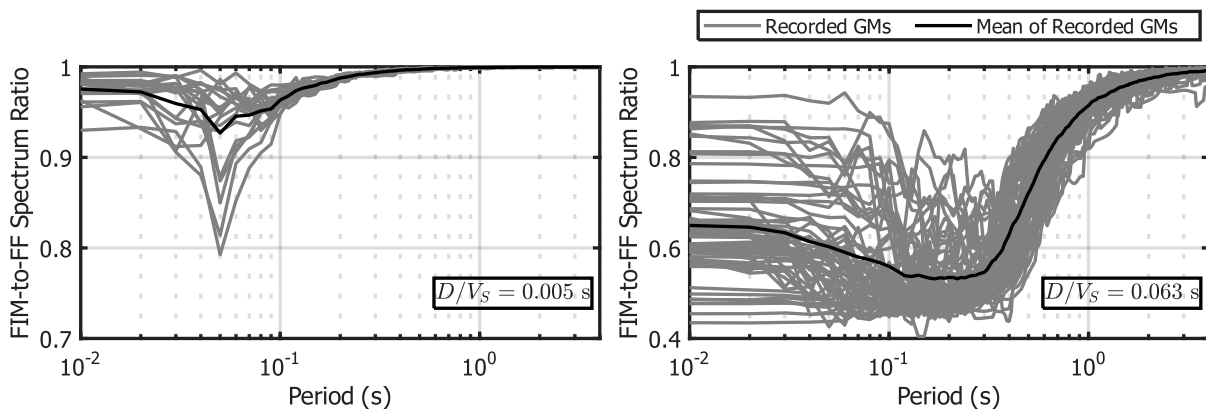 Recorded GMs Mean of Recorded GMs
FIM-to-FF Spectrum Ratio
1
0.9
0.8
0.7
D/V_S = 0.005 s
10^-2 10^-1 10^0
Period (s)
FIM-to-FF Spectrum Ratio
1
0.8
0.6
0.4
D/V_S = 0.063 s
10^-2 10^-1 10^0
Period (s)